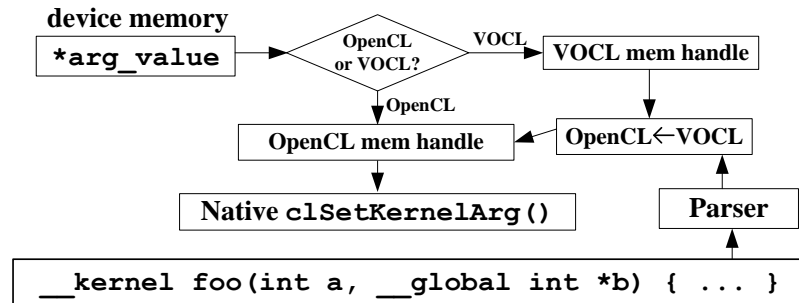 device memory
*arg_value
OpenCL
or VOCL?
VOCL
VOCL mem handle
OpenCL
OpenCL mem handle
OpenCL←VOCL
Native clSetKernelArg()
Parser
__kernel foo(int a, __global int *b) { ... }